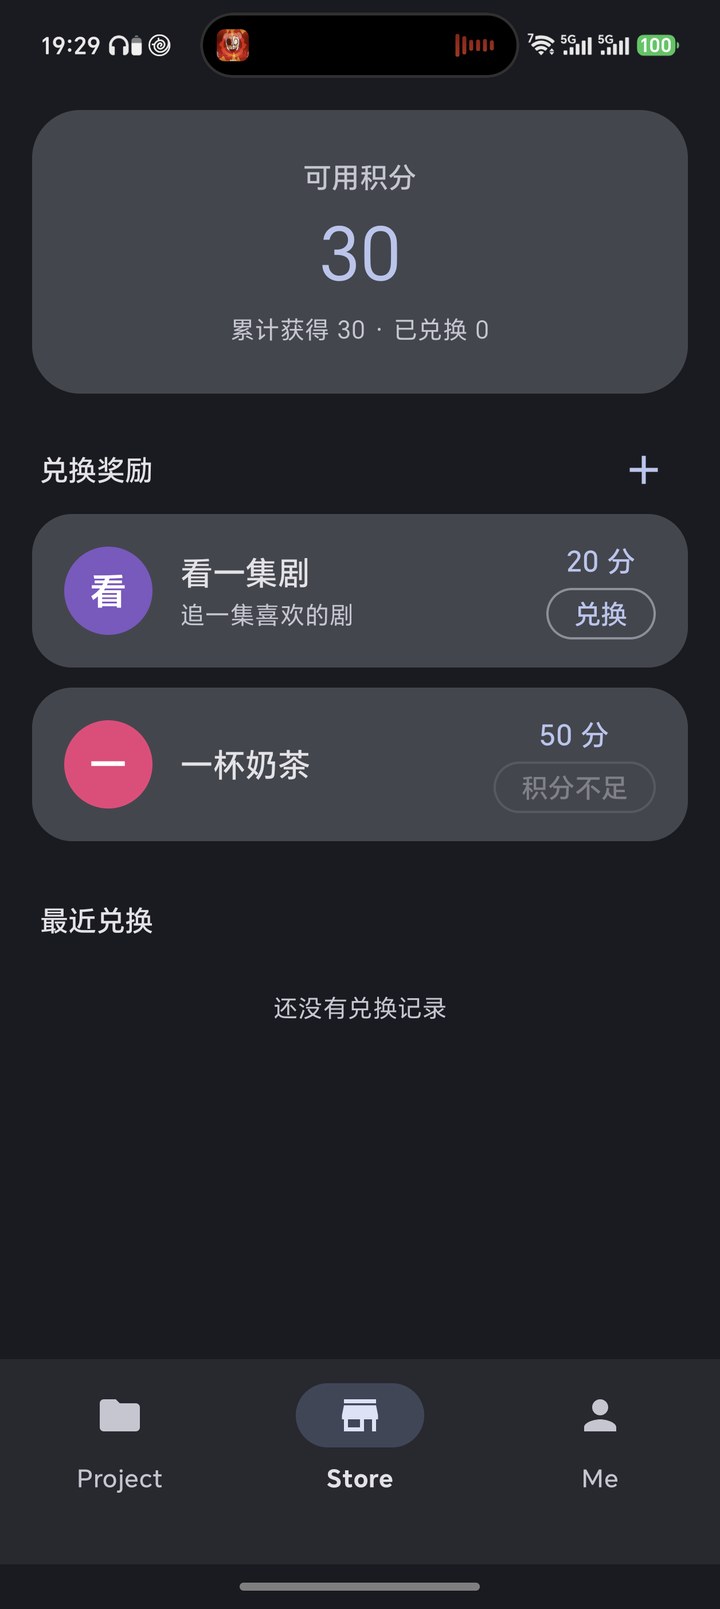 19:29
7 5G 5G 100
可用积分
30
累计获得 30 · 已兑换 0
兑换奖励
看
看一集剧
追一集喜欢的剧
20 分
兑换
一
一杯奶茶
50 分
积分不足
最近兑换
还没有兑换记录
Project
Store
Me